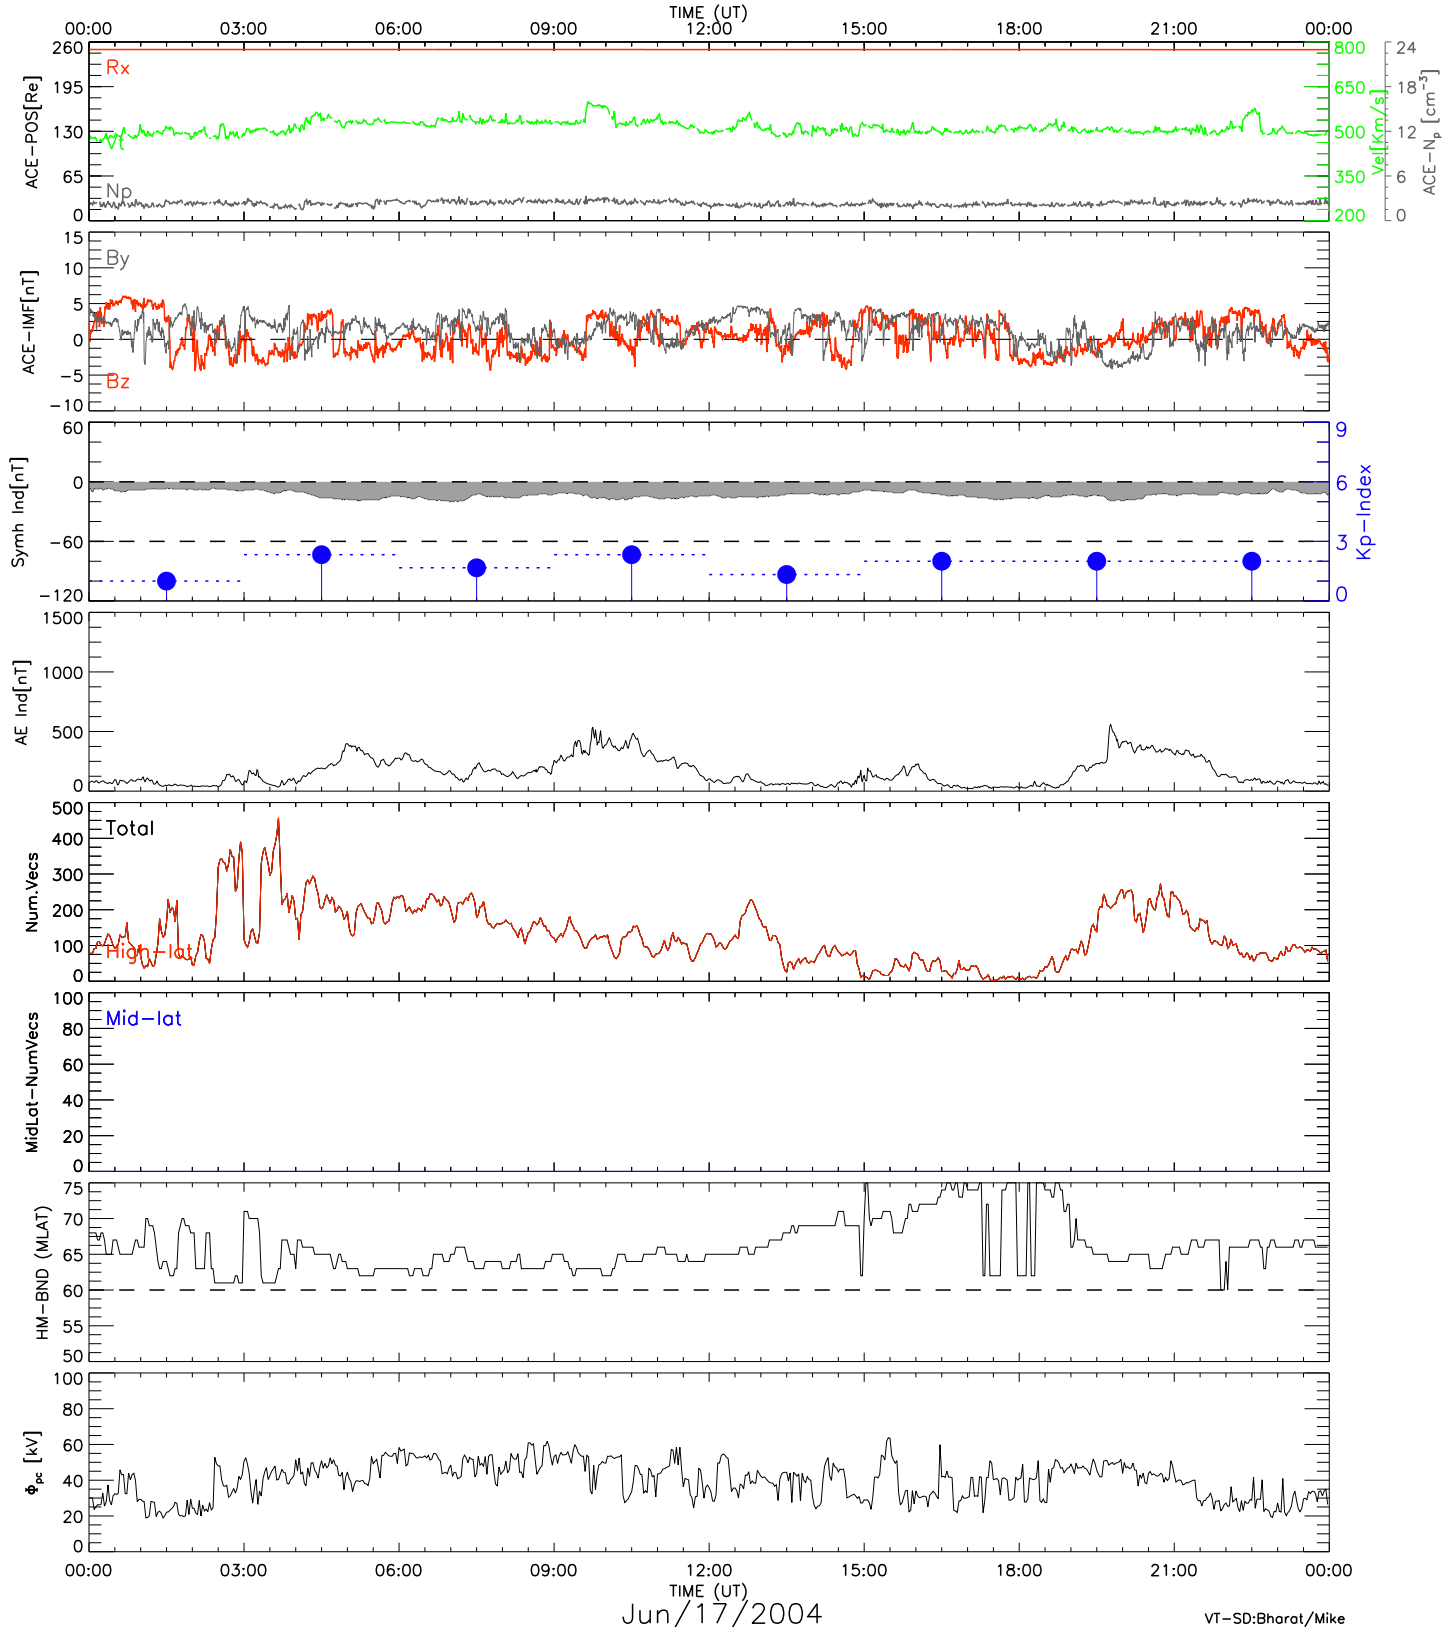 TIME (UT)
00:00 03:00 06:00 09:00 12:00 15:00 18:00 21:00 00:00
ACE-POS[Re]
260
195
130
65
0
Rx
Vt
Np
800
650
500
350
200
Vel[Km/s]
24
18
12
6
0
ACE-Np [cm-3]
ACE-IMF[nT]
15
10
5
0
-5
-10
By
Bz
Symh Ind[nT]
60
0
-60
-120
9
6
3
0
Kp-Index
AE Ind[nT]
1500
1000
500
0
Num.Vecs
500
400
300
200
100
0
Total
High-lat
MidLat-NumVecs
100
80
60
40
20
0
Mid-lat
HM-BND (MLAT)
75
70
65
60
55
50
Φpc [kV]
100
80
60
40
20
0
00:00 03:00 06:00 09:00 12:00 15:00 18:00 21:00 00:00
TIME (UT)
Jun/17/2004
VT-SD:Bharat/Mike